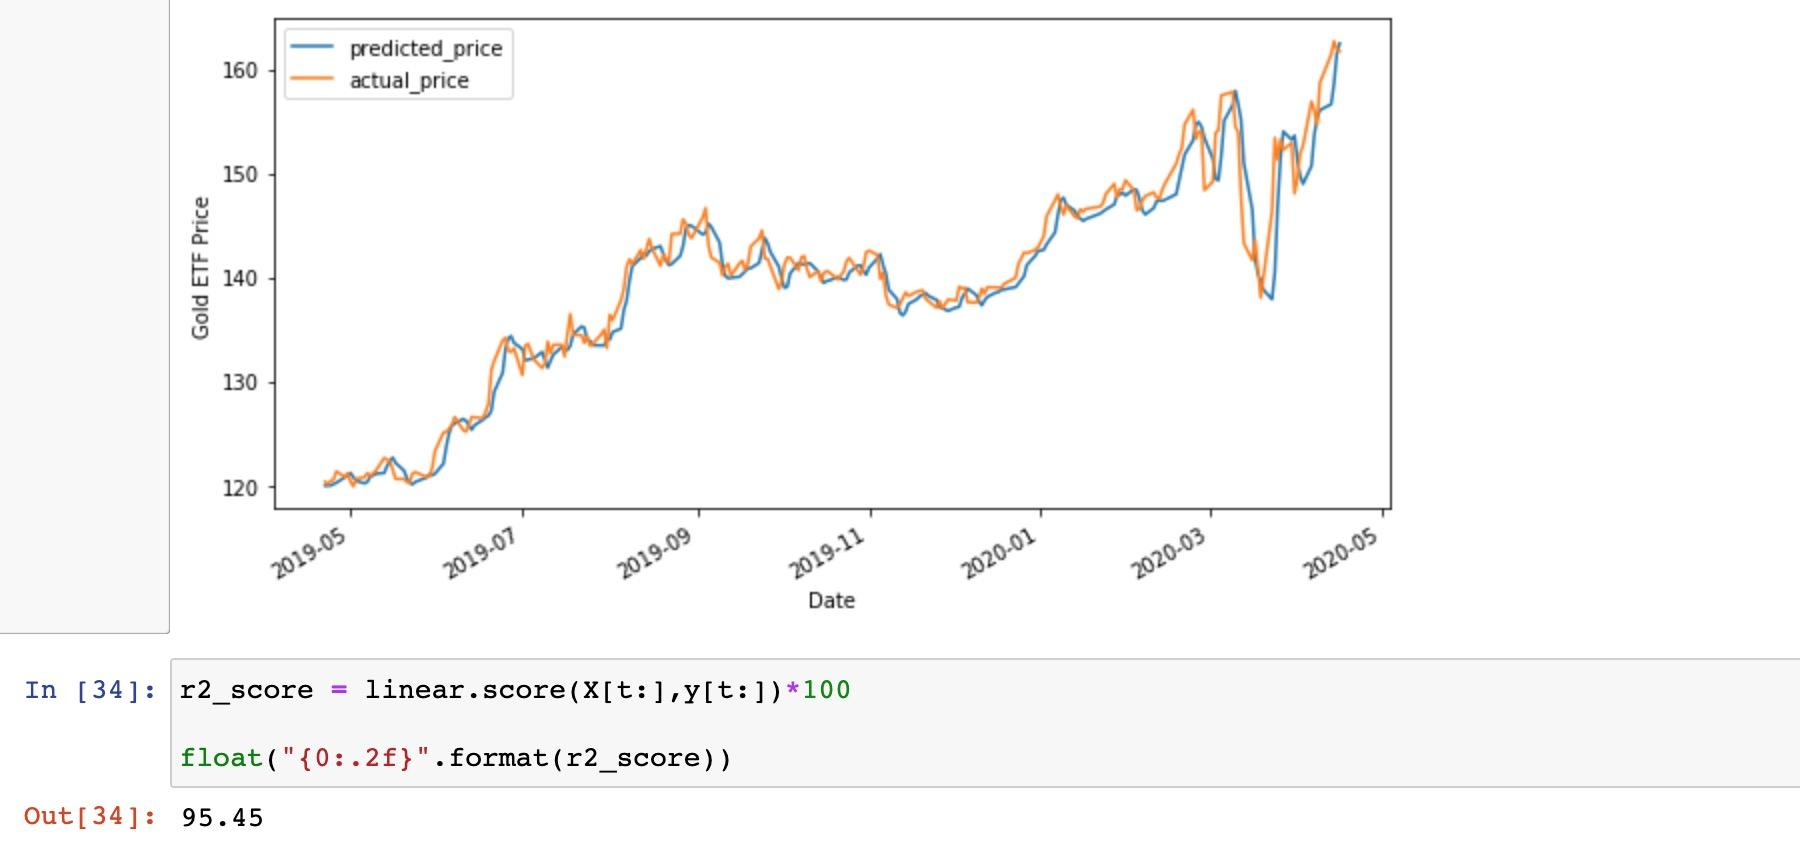 predicted_price
actual_price
160
150
140
130
120
Gold ETF Price
2019-05
2019-07
2019-09
2019-11
2020-01
2020-03
2020-05
Date
In [34]: r2_score = linear.score(X[t:],y[t:])*100
float("{0:.2f}".format(r2_score))
Out[34]: 95.45